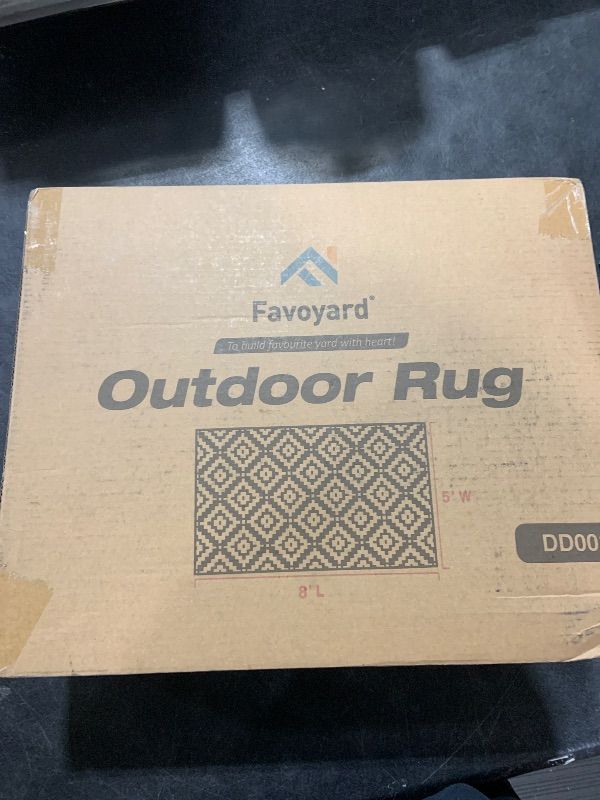 Favoyard®
To build favourite yard with heart!
Outdoor Rug
5' W
DD00
8' L